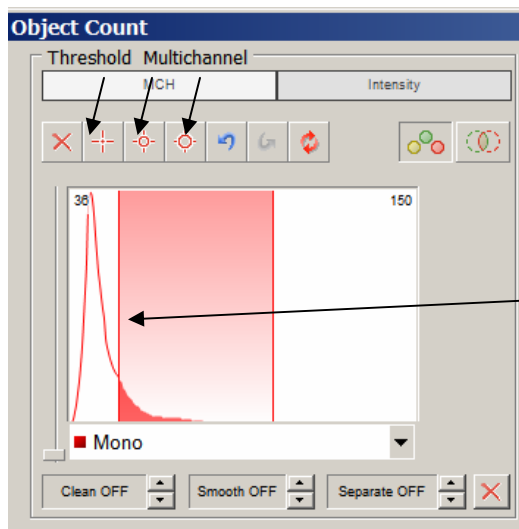 Object Count
Threshold Multichannel
MCH Intensity
36 150
Mono
Clean OFF Smooth OFF Separate OFF